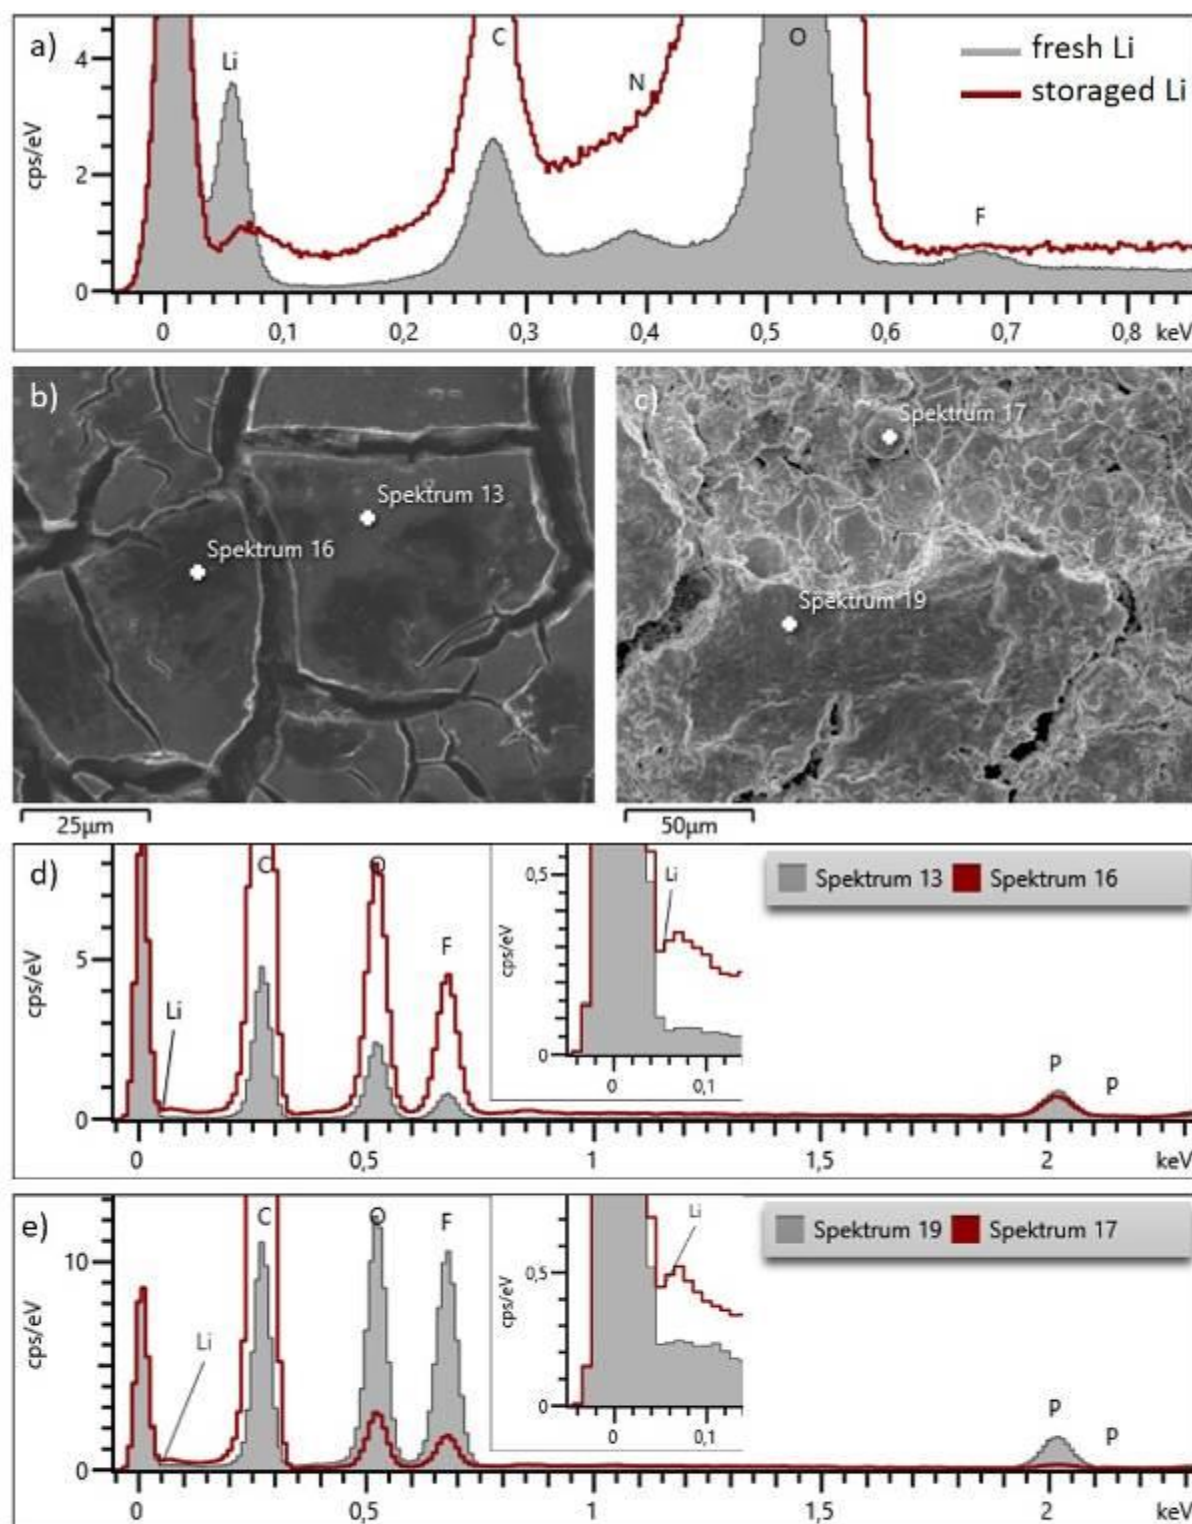 a)
Li
C
N
O
F
fresh Li
storaged Li
cps/eV
4
2
0
0 0,1 0,2 0,3 0,4 0,5 0,6 0,7 0,8 keV
b)
Spektrum 13
Spektrum 16
25µm
c)
Spektrum 17
Spektrum 19
50µm
d)
cps/eV
5
0
Li
C
O
F
P
P
0 0,5 1 1,5 2 keV
cps/eV
0,5
0
Li
0 0,1
Spektrum 13 Spektrum 16
e)
cps/eV
10
0
Li
C
O
F
P
P
0 0,5 1 1,5 2 keV
cps/eV
0,5
0
Li
0 0,1
Spektrum 19 Spektrum 17